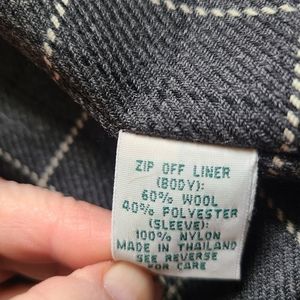 ZIP OFF LINER
(BODY):
60% WOOL
40% POLYESTER
(SLEEVE):
100% NYLON
MADE IN THAILAND
SEE REVERSE
FOR CARE